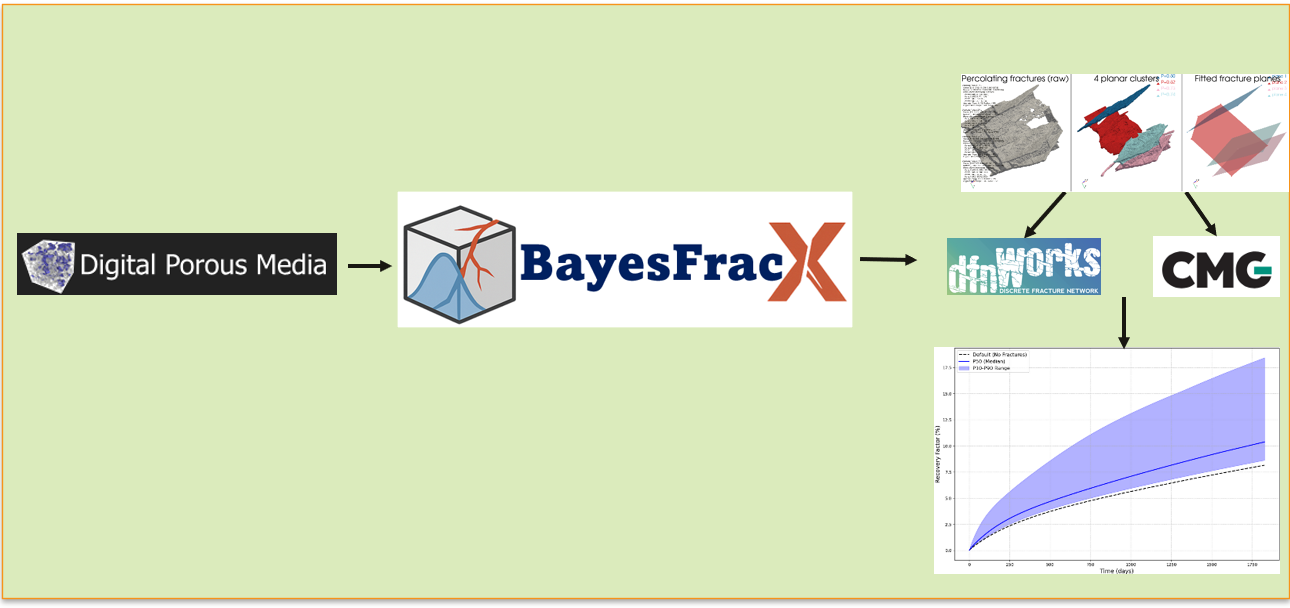 Digital Porous Media
BayesFracX
Percolating fractures (raw)
4 planar clusters
Fitted fracture planes
dfnWorks
DISCRETE FRACTURE NETWORK
CMG
Default (No Fractures)
P50 (Median)
P10-P90 Range
Recovery Factor (%)
17.5
15.0
12.5
10.0
7.5
5.0
2.5
0.0
0
250
500
750
1000
1250
1500
1750
Time (days)